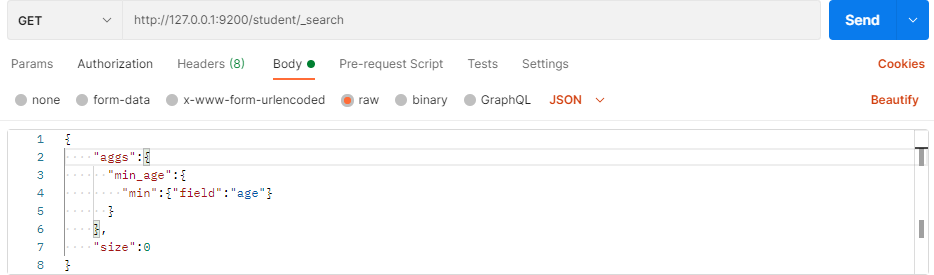 GET http://127.0.0.1:9200/student/_search Send
Params Authorization Headers (8) Body Pre-request Script Tests Settings Cookies
none form-data x-www-form-urlencoded raw binary GraphQL JSON Beautify
1 {
2 "aggs":{
3 "min_age":{
4 "min":{"field":"age"}
5 }
6 },
7 "size":0
8 }